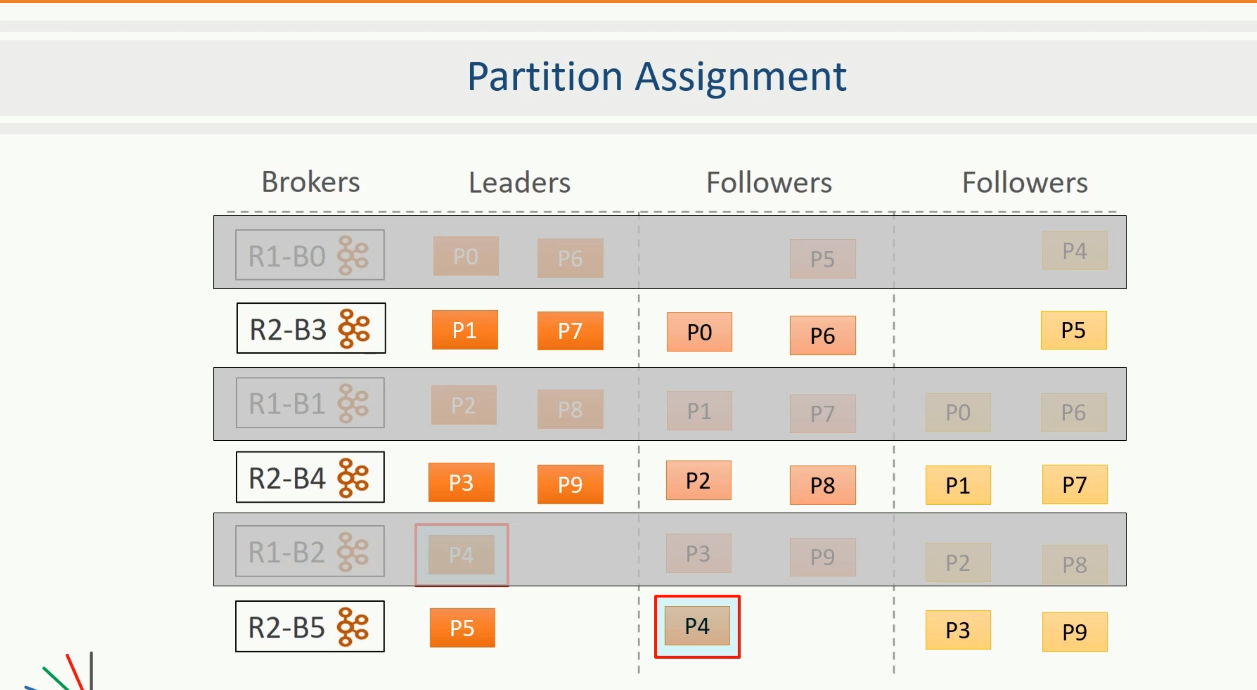 Partition Assignment
Brokers Leaders Followers Followers
R1-B0 P0 P6 P5 P4
R2-B3 P1 P7 P0 P6 P5
R1-B1 P2 P8 P1 P7 P0 P6
R2-B4 P3 P9 P2 P8 P1 P7
R1-B2 P4 P3 P9 P2 P8
R2-B5 P5 P4 P3 P9